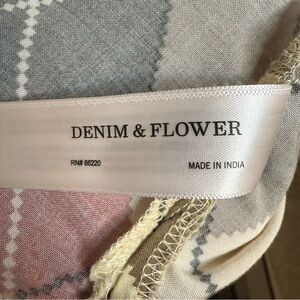 DENIM & FLOWER
RN# 86220 MADE IN INDIA